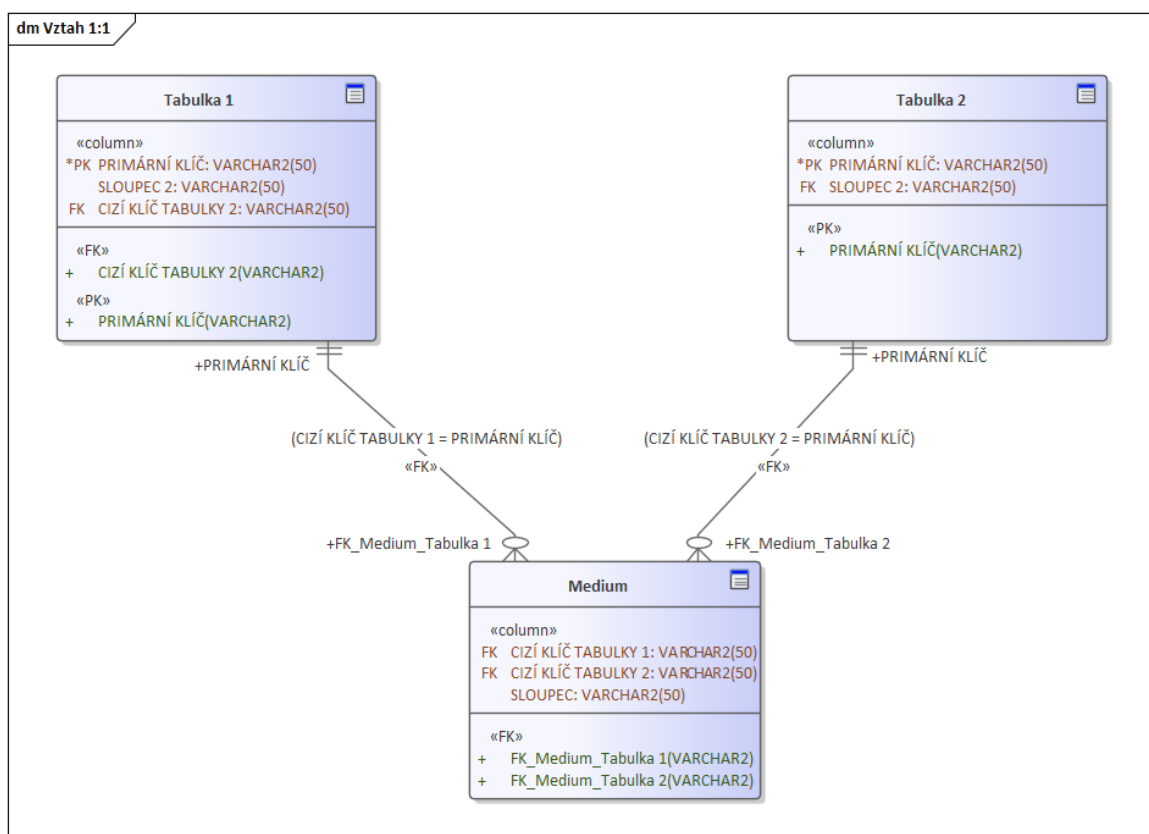 dm Vztah 1:1
Tabulka 1
«column»
*PK PRIMÁRNÍ KLÍČ: VARCHAR2(50)
SLOUPEC 2: VARCHAR2(50)
FK CIZÍ KLÍČ TABULKY 2: VARCHAR2(50)
«FK»
+ CIZÍ KLÍČ TABULKY 2(VARCHAR2)
«PK»
+ PRIMÁRNÍ KLÍČ(VARCHAR2)
Tabulka 2
«column»
*PK PRIMÁRNÍ KLÍČ: VARCHAR2(50)
FK SLOUPEC 2: VARCHAR2(50)
«PK»
+ PRIMÁRNÍ KLÍČ(VARCHAR2)
+PRIMÁRNÍ KLÍČ
+PRIMÁRNÍ KLÍČ
(CIZÍ KLÍČ TABULKY 1 = PRIMÁRNÍ KLÍČ)
«FK»
(CIZÍ KLÍČ TABULKY 2 = PRIMÁRNÍ KLÍČ)
«FK»
+FK_Medium_Tabulka 1
+FK_Medium_Tabulka 2
Medium
«column»
FK CIZÍ KLÍČ TABULKY 1: VARCHAR2(50)
FK CIZÍ KLÍČ TABULKY 2: VARCHAR2(50)
SLOUPEC: VARCHAR2(50)
«FK»
+ FK_Medium_Tabulka 1(VARCHAR2)
+ FK_Medium_Tabulka 2(VARCHAR2)